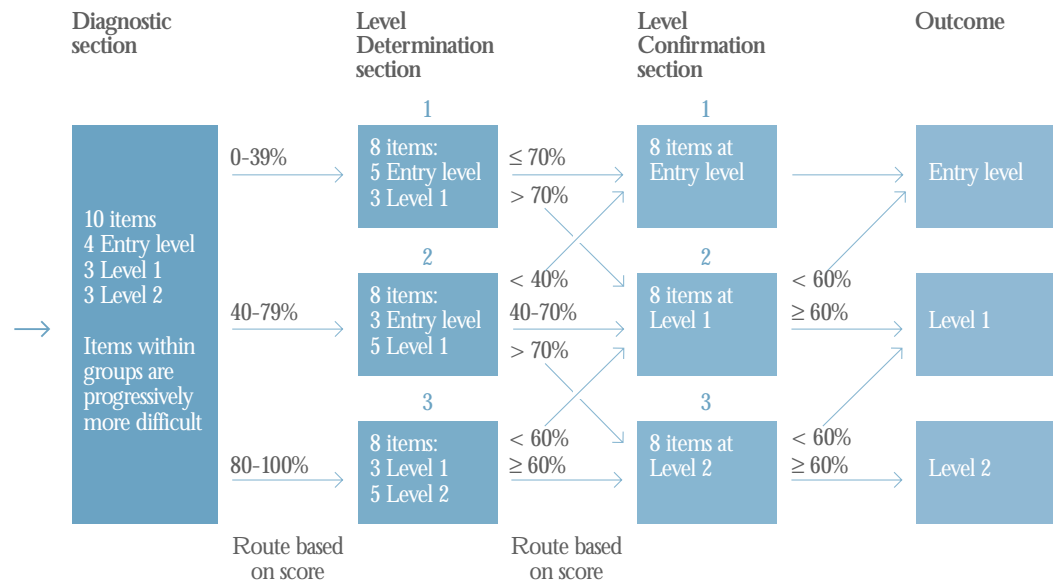 Diagnostic
section
Level
Determination
section
Level
Confirmation
section
Outcome
10 items
4 Entry level
3 Level 1
3 Level 2
Items within
groups are
progressively
more difficult
0-39%
40-79%
80-100%
Route based
on score
1
8 items:
5 Entry level
3 Level 1
2
8 items:
3 Entry level
5 Level 1
3
8 items:
3 Level 1
5 Level 2
≤ 70%
> 70%
< 40%
40-70%
> 70%
< 60%
≥ 60%
Route based
on score
1
8 items at
Entry level
2
8 items at
Level 1
3
8 items at
Level 2
< 60%
≥ 60%
< 60%
≥ 60%
Entry level
Level 1
Level 2